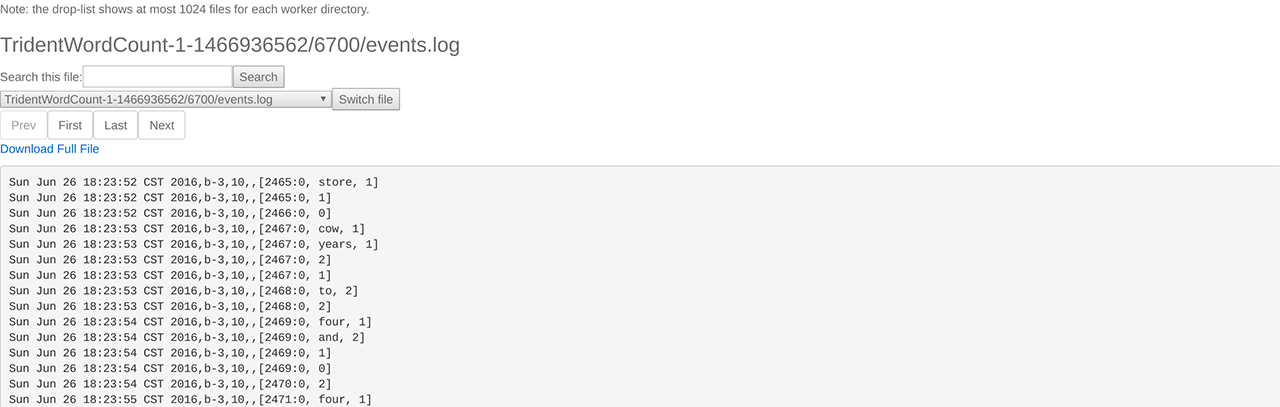 Note: the drop-list shows at most 1024 files for each worker directory.
TridentWordCount-1-1466936562/6700/events.log
Search this file: Search
TridentWordCount-1-1466936562/6700/events.log ▼ Switch file
Prev First Last Next
Download Full File
Sun Jun 26 18:23:52 CST 2016,b-3,10,,[2465:0, store, 1]
Sun Jun 26 18:23:52 CST 2016,b-3,10,,[2465:0, 1]
Sun Jun 26 18:23:52 CST 2016,b-3,10,,[2466:0, 0]
Sun Jun 26 18:23:53 CST 2016,b-3,10,,[2467:0, cow, 1]
Sun Jun 26 18:23:53 CST 2016,b-3,10,,[2467:0, years, 1]
Sun Jun 26 18:23:53 CST 2016,b-3,10,,[2467:0, 2]
Sun Jun 26 18:23:53 CST 2016,b-3,10,,[2467:0, 1]
Sun Jun 26 18:23:53 CST 2016,b-3,10,,[2468:0, to, 2]
Sun Jun 26 18:23:53 CST 2016,b-3,10,,[2468:0, 2]
Sun Jun 26 18:23:54 CST 2016,b-3,10,,[2469:0, four, 1]
Sun Jun 26 18:23:54 CST 2016,b-3,10,,[2469:0, and, 2]
Sun Jun 26 18:23:54 CST 2016,b-3,10,,[2469:0, 1]
Sun Jun 26 18:23:54 CST 2016,b-3,10,,[2469:0, 0]
Sun Jun 26 18:23:54 CST 2016,b-3,10,,[2470:0, 2]
Sun Jun 26 18:23:55 CST 2016,b-3,10,,[2471:0, four, 1]